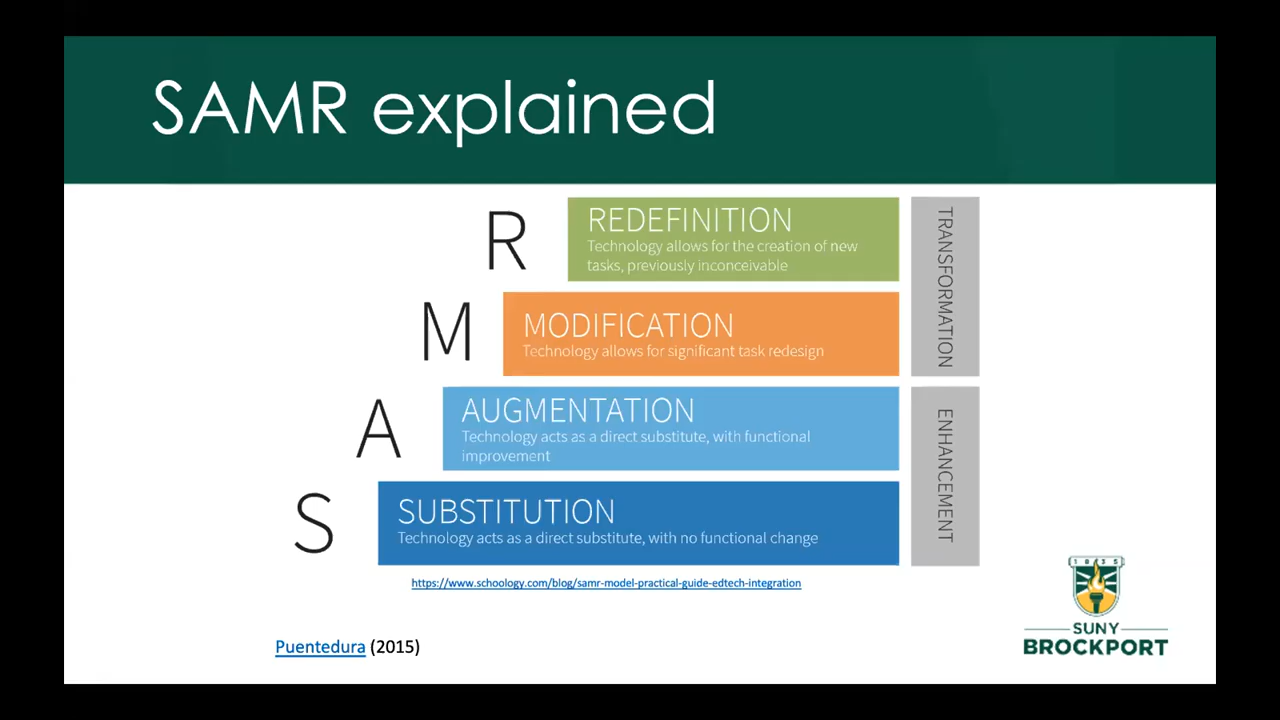 SAMR explained
R
REDEFINITION
Technology allows for the creation of new
tasks, previously inconceivable
TRANSFORMATION
M
MODIFICATION
Technology allows for significant task redesign
A
AUGMENTATION
Technology acts as a direct substitute, with functional
improvement
ENHANCEMENT
S
SUBSTITUTION
Technology acts as a direct substitute, with no functional change
https://www.schoology.com/blog/samr-model-practical-guide-edtech-integration
Puentedura (2015)
1835
SUNY
BROCKPORT